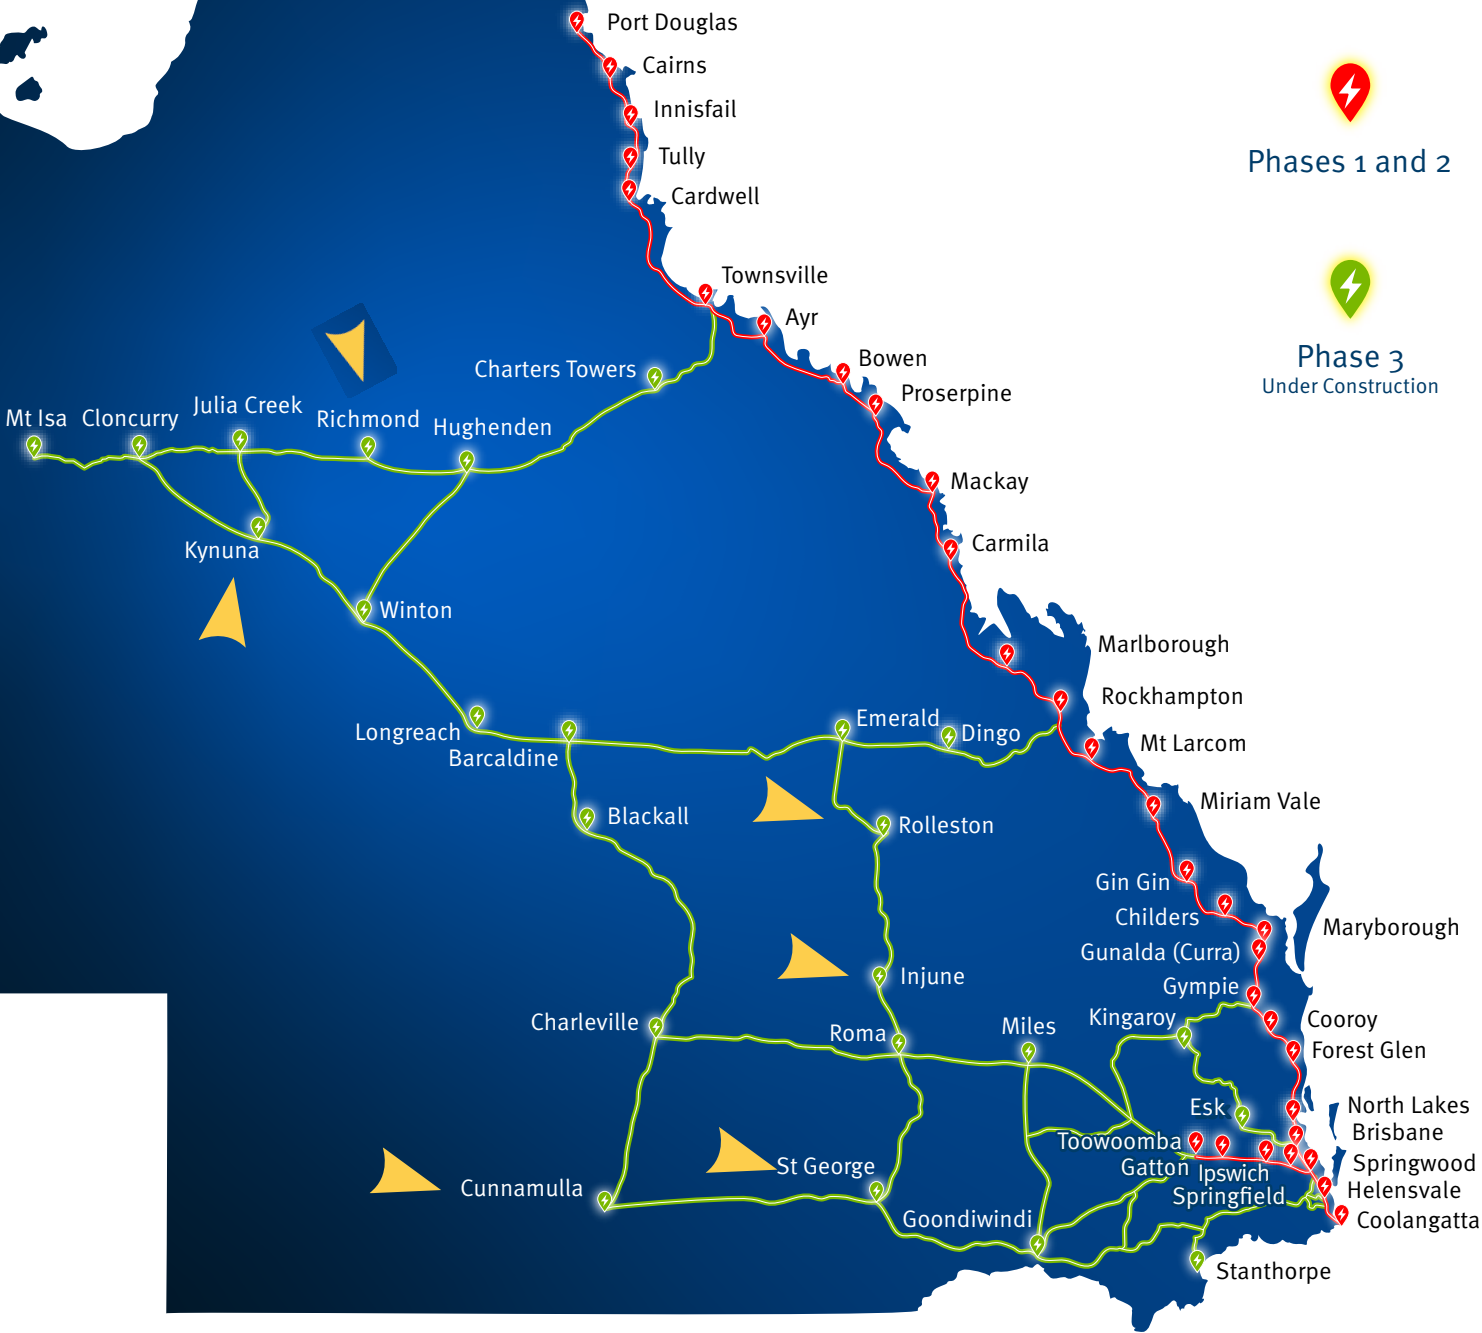 Port Douglas
Cairns
Innisfail
Tully
Cardwell
Townsville
Ayr
Bowen
Proserpine
Mackay
Carmila
Marlborough
Rockhampton
Mt Larcom
Miriam Vale
Gin Gin
Childers
Maryborough
Gunalda (Curra)
Gympie
Cooroy
Forest Glen
North Lakes
Brisbane
Springwood
Helensvale
Coolangatta
Toowoomba
Gatton
Ipswich
Springfield
Phases 1 and 2
Phase 3
Under Construction
Charters Towers
Mt Isa
Cloncurry
Julia Creek
Richmond
Hughenden
Kynuna
Winton
Longreach
Barcaldine
Emerald
Dingo
Blackall
Rolleston
Injune
Charleville
Roma
Miles
Kingaroy
Esk
Cunnamulla
St George
Goondiwindi
Stanthorpe